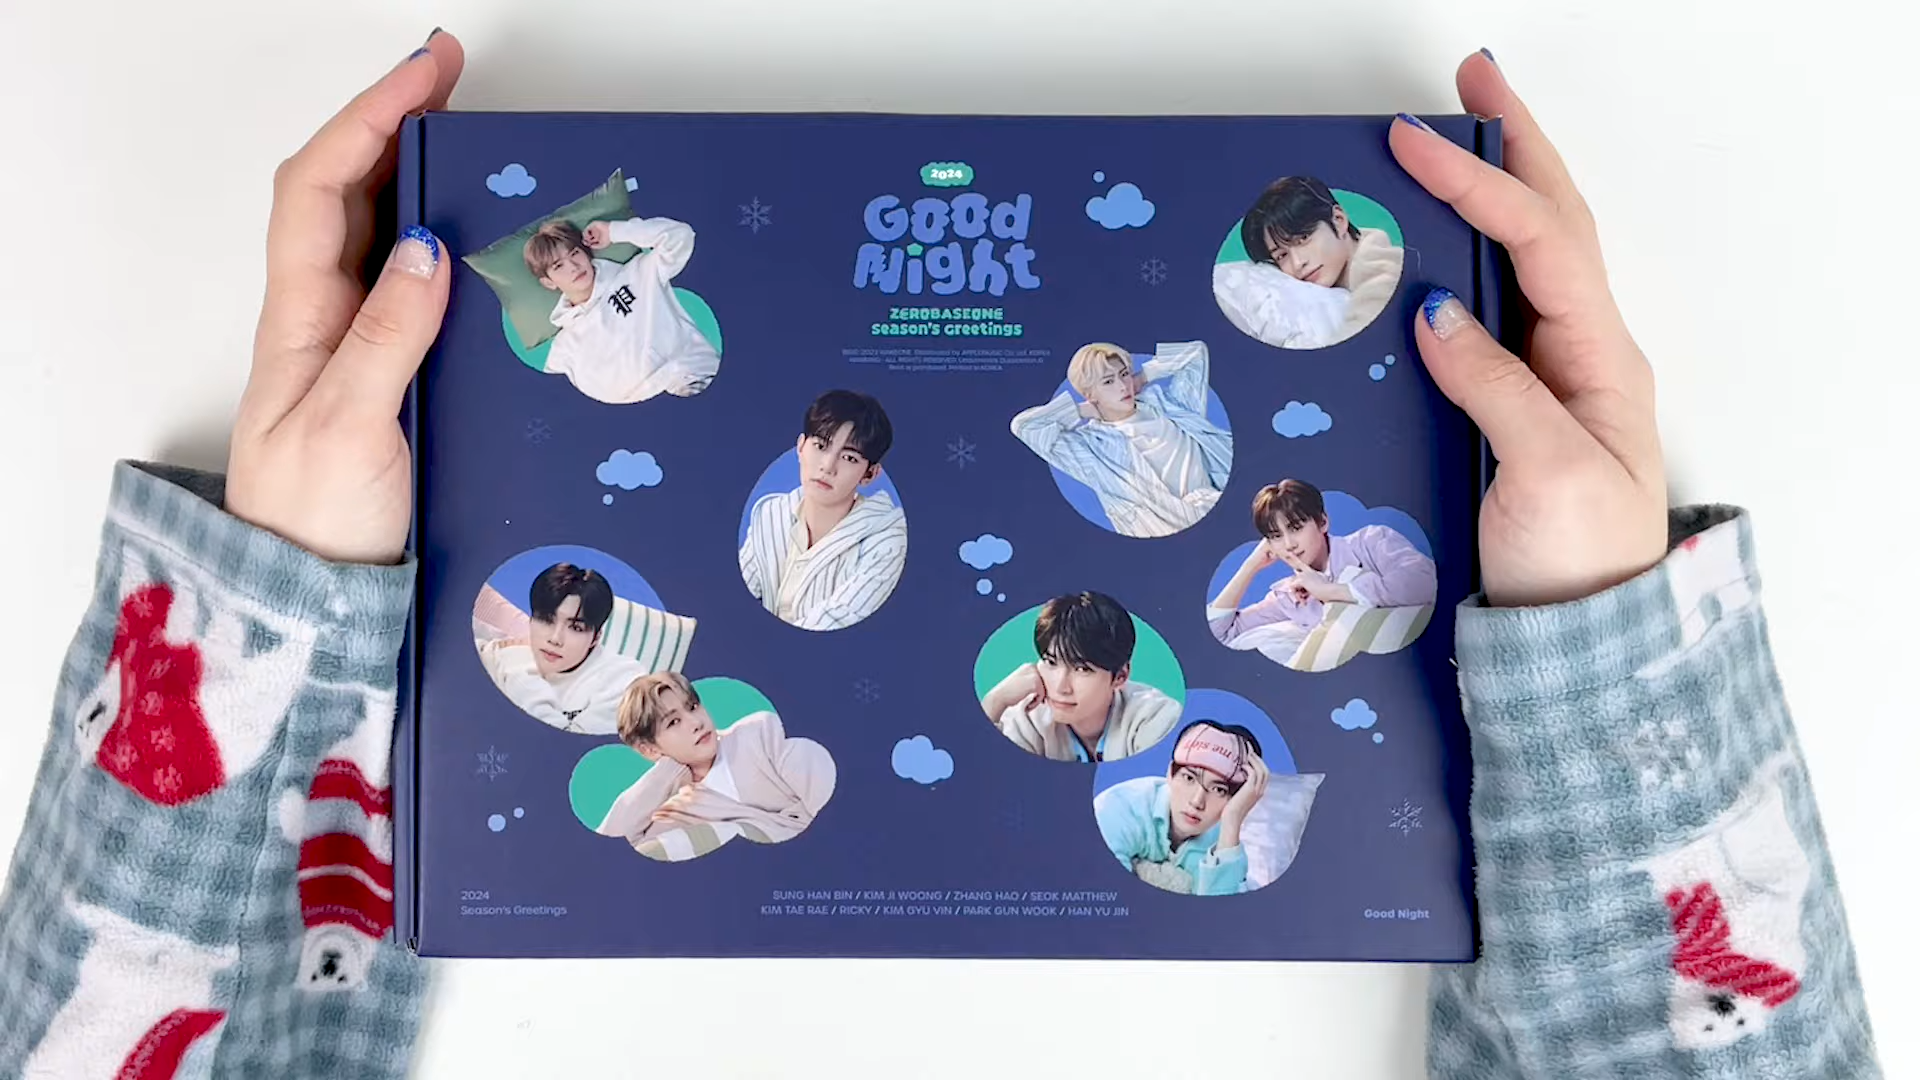 2024
Good
Night
ZEROBASEONE
Season's Greetings
2024
Season's Greetings
SUNG HAN BIN / KIM JI WOONG / ZHANG HAO / SEOK MATTHEW
KIM TAE RAE / RICKY / KIM GYU VIN / PARK GUN WOOK / HAN YU JIN
Good Night